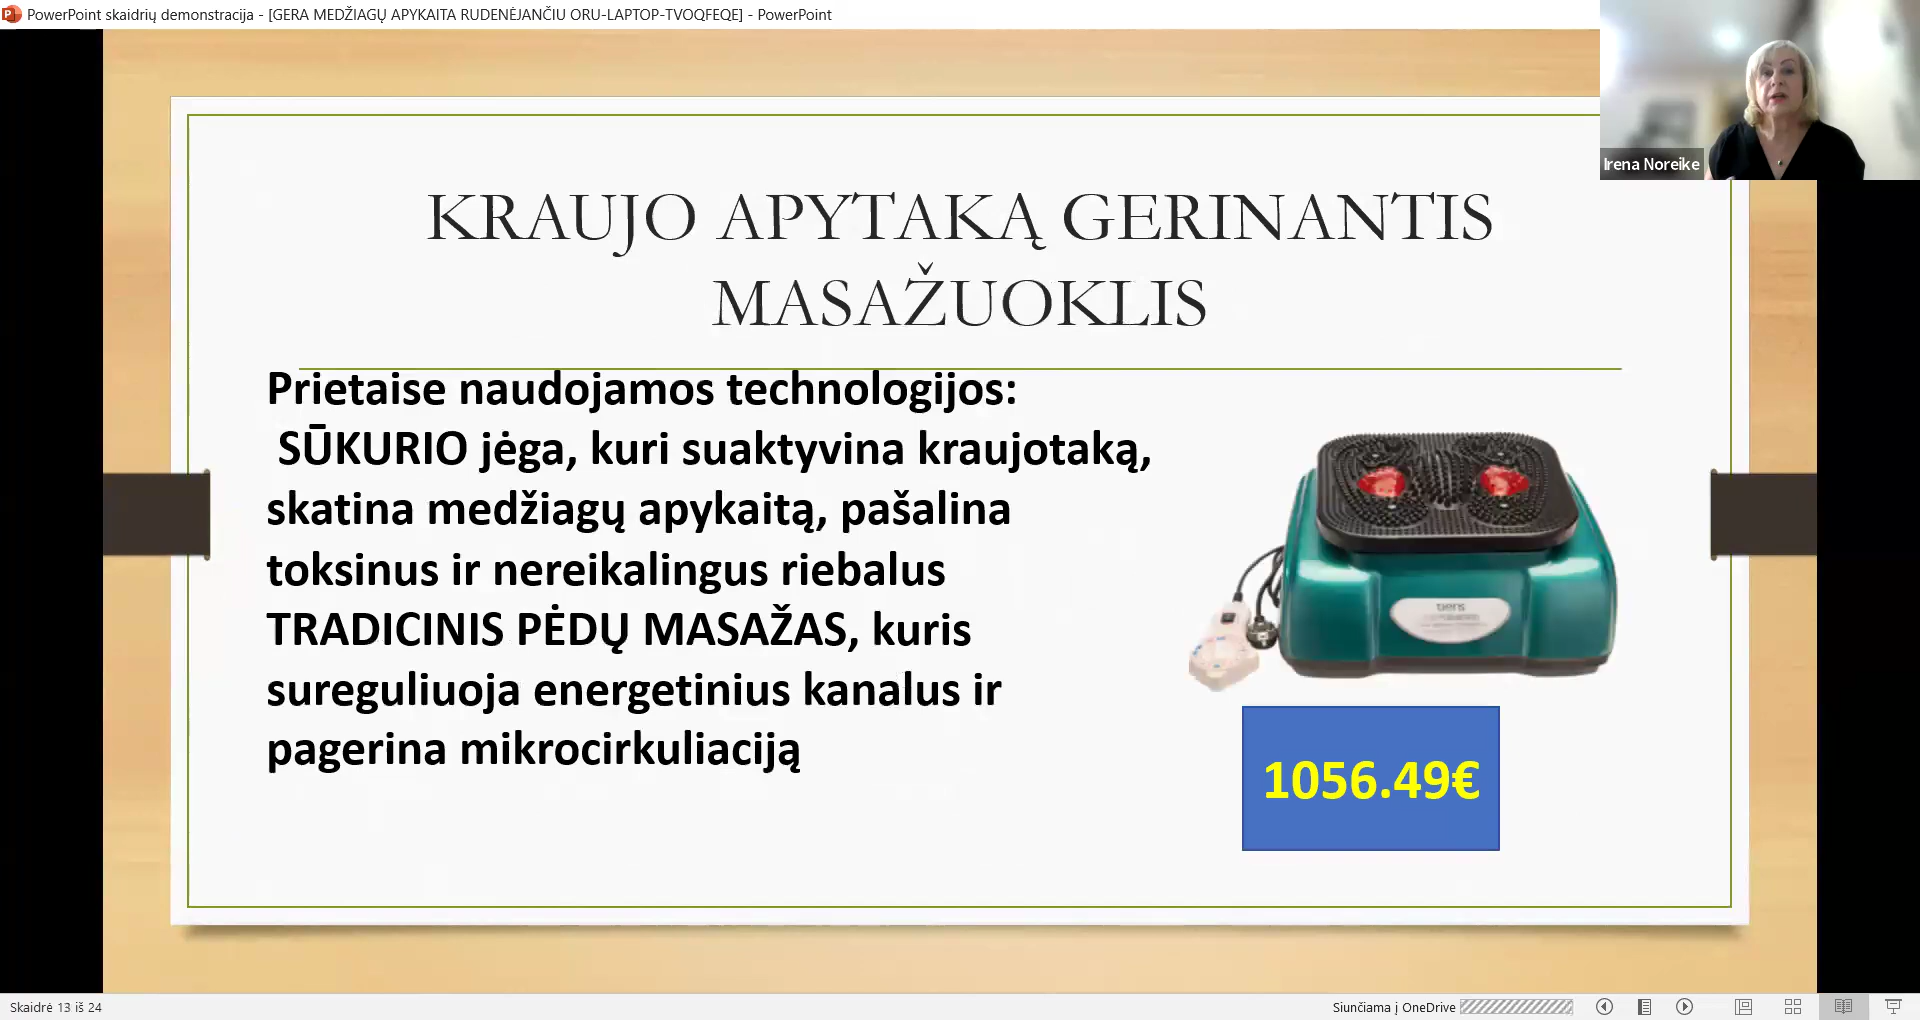 PowerPoint skaidrių demonstracija - [GERA MEDŽIAGŲ APYKAITA RUDENĖJANČIU ORU-LAPTOP-TVOQFEQE] - PowerPoint
Irena Noreike
KRAUJO APYTAKĄ GERINANTIS
MASAŽUOKLIS
Prietaise naudojamos technologijos:
SŪKURIO jėga, kuri suaktyvina kraujotaką,
skatina medžiagų apykaitą, pašalina
toksinus ir nereikalingus riebalus
TRADICINIS PĖDŲ MASAŽAS, kuris
sureguliuoja energetinius kanalus ir
pagerina mikrocirkuliaciją
tiens
1056.49€
Skaidrė 13 iš 24
Siunčiama į OneDrive